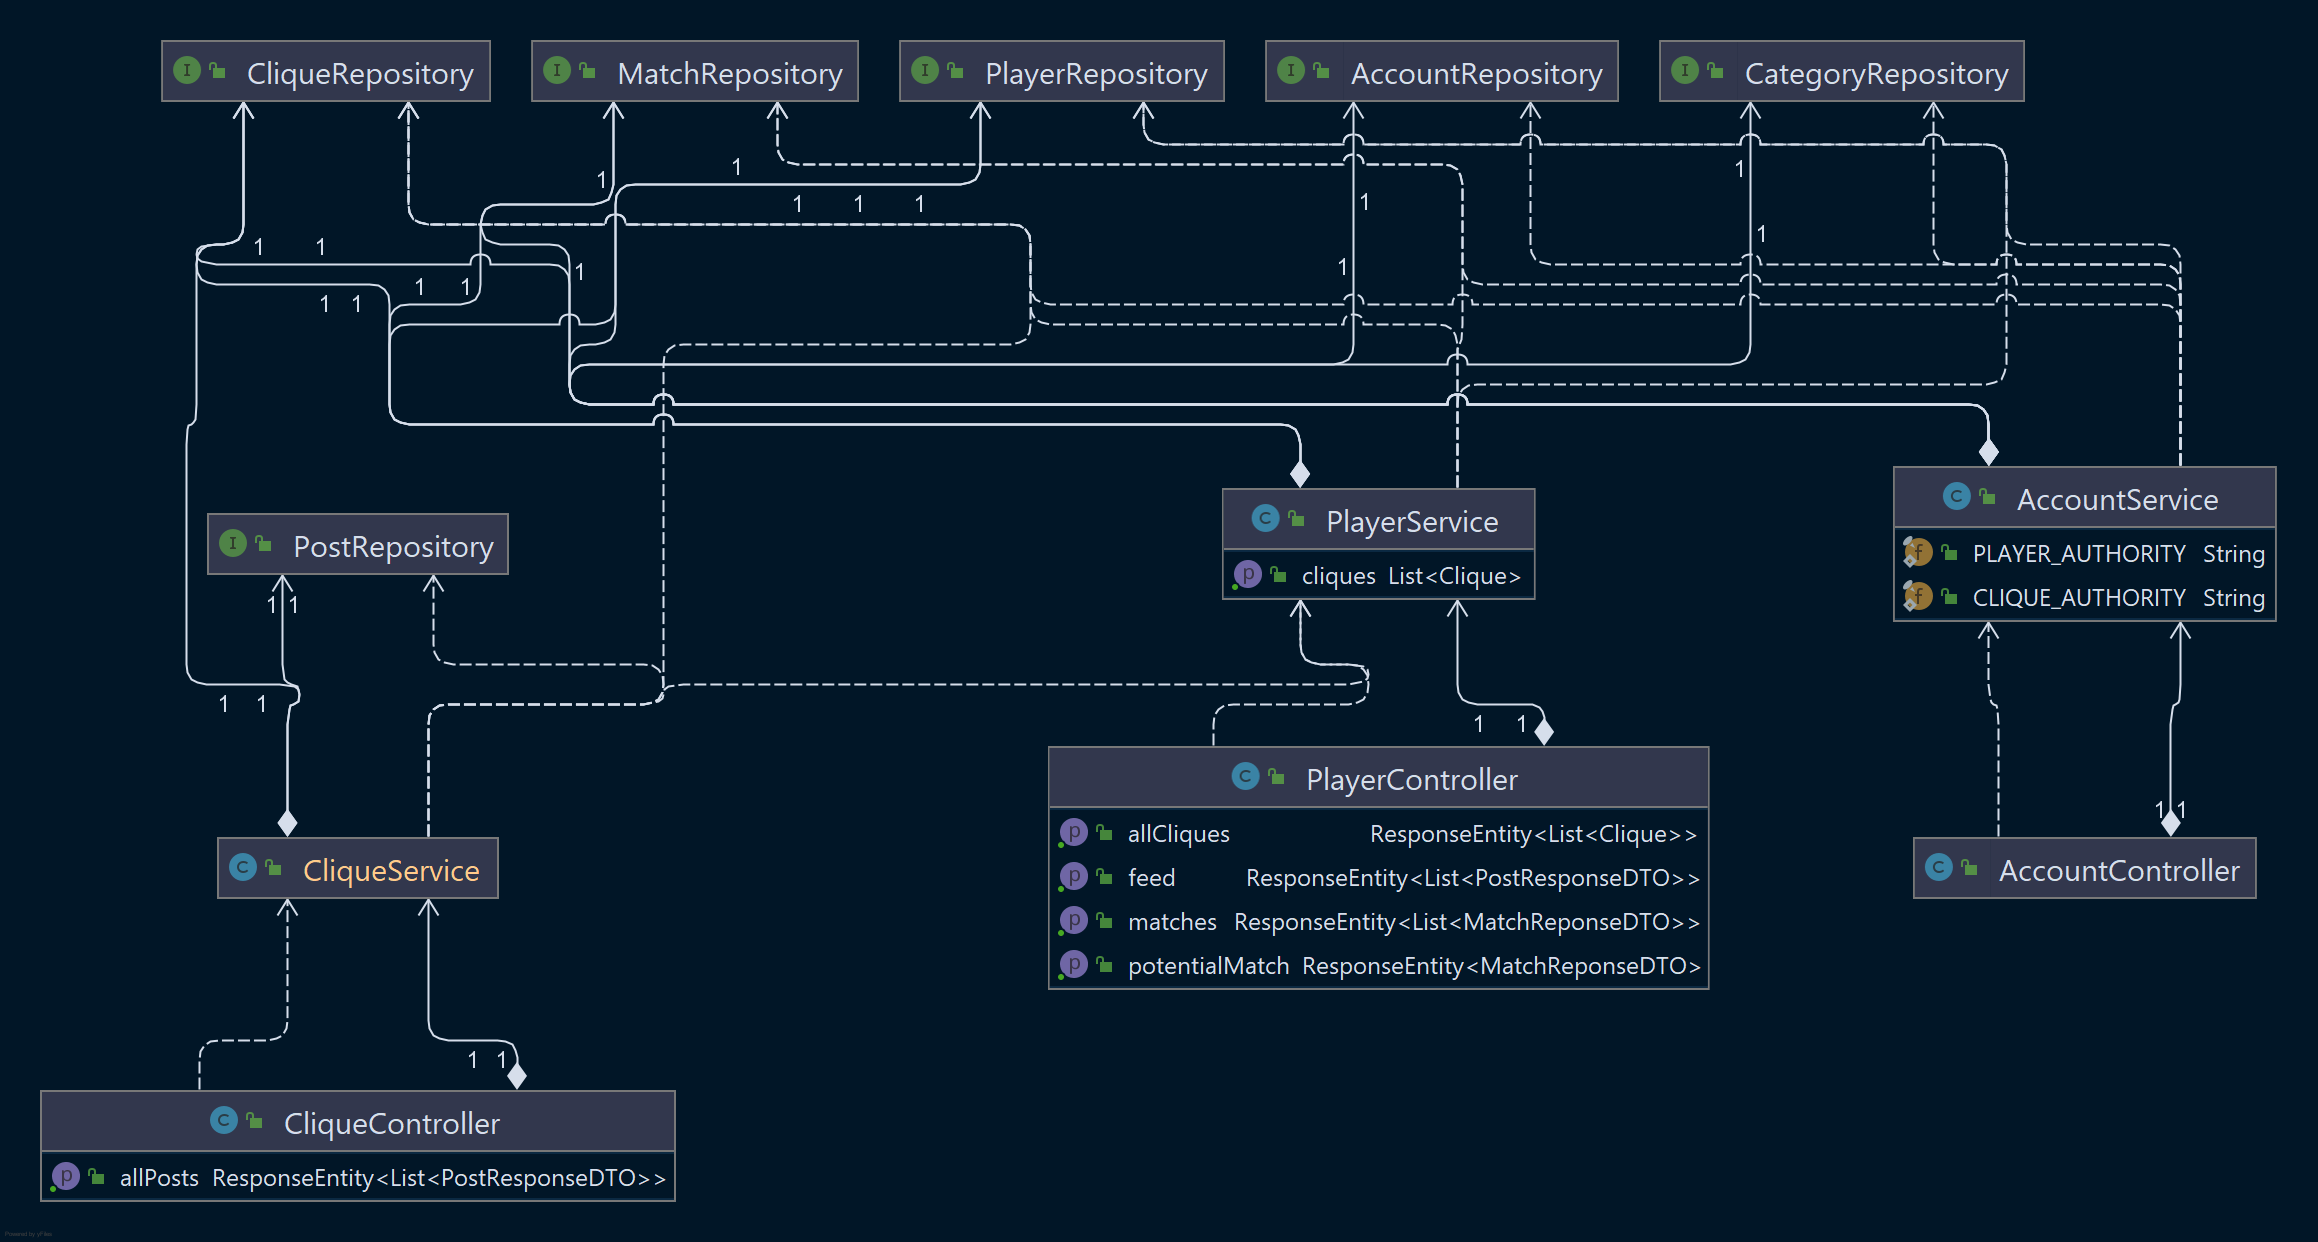 I CliqueRepository
I MatchRepository
I PlayerRepository
I AccountRepository
I CategoryRepository
1
1
1
1
1 1 1
1
1
1 1
1
1
1 1
1 1
C AccountService
f PLAYER_AUTHORITY String
f CLIQUE_AUTHORITY String
C PlayerService
p cliques List<Clique>
I PostRepository
1 1
1 1
1 1
C PlayerController
p allCliques ResponseEntity<List<Clique>>
p feed ResponseEntity<List<PostResponseDTO>>
p matches ResponseEntity<List<MatchReponseDTO>>
p potentialMatch ResponseEntity<MatchReponseDTO>
1 1
C CliqueService
C AccountController
1 1
C CliqueController
p allPosts ResponseEntity<List<PostResponseDTO>>
Powered by yFiles